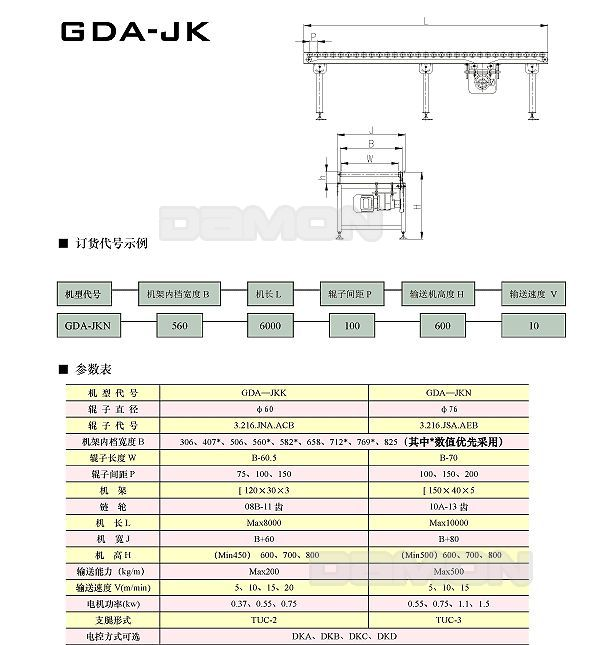 GDA-JK
L
P
J
B
W
h
H
DAMON
■ 订货代号示例
机型代号 机架内档宽度 B 机长 L 辊子间距 P 输送机高度 H 输送速度 V
GDA-JKN 560 6000 100 600 10
■ 参数表
机 型 代 号 GDA—JKK GDA—JKN
辊 子 直 径 φ60 φ76
辊 子 代 号 3.216.JNA.ACB 3.216.JSA.AEB
机架内档宽度 B 306、407*、506、560*、582*、658、712*、769*、825 (其中*数值优先采用)
辊子长度 W B-60.5 B-70
辊子间距 P 75、100、150 100、150、200
机 架 [ 120×30×3 [ 150×40×5
链 轮 08B-11 齿 10A-13 齿
机 长 L Max8000 Max10000
机 宽 J B+60 B+80
机 高 H (Min450) 600、700、800 (Min500) 600、700、800
输送能力 (kg/m) Max200 Max500
输送速度 V(m/min) 5、10、15、20 5、10、15
电机功率(kw) 0.37、0.55、0.75 0.55、0.75、1.1、1.5
支腿形式 TUC-2 TUC-3
电控方式可选 DKA、DKB、DKC、DKD
DAMON